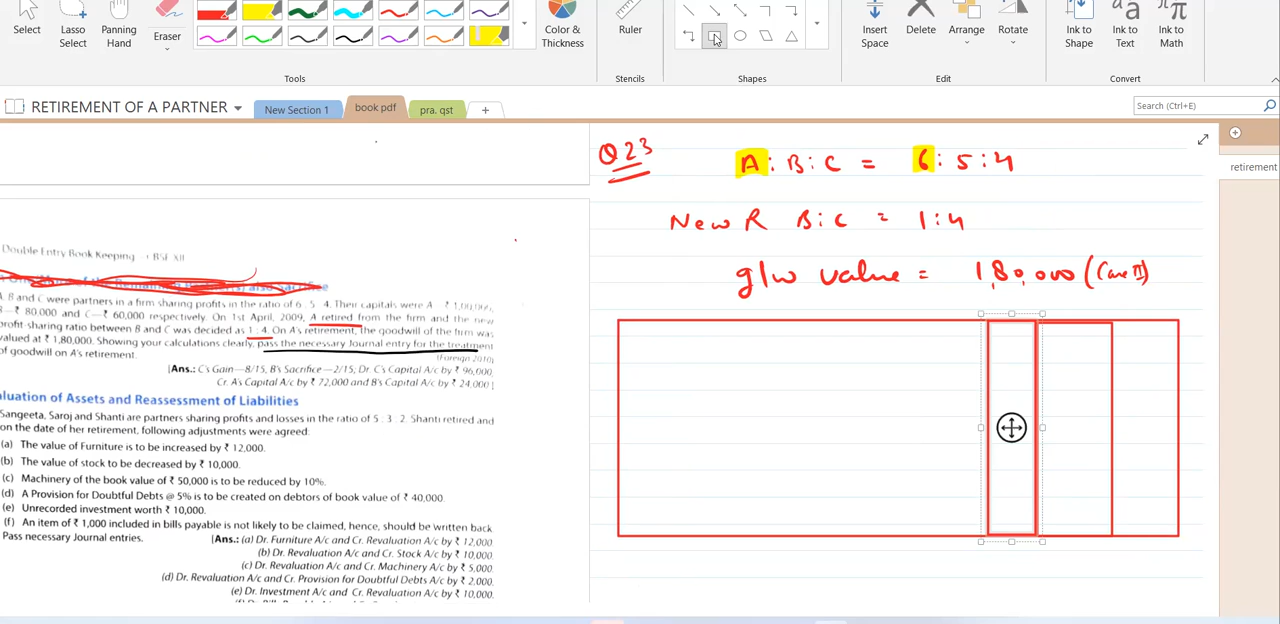 Select
Lasso Select
Panning Hand
Eraser
Color & Thickness
Ruler
Insert Space
Delete
Arrange
Rotate
Ink to Shape
Ink to Text
Ink to Math
Tools
Stencils
Shapes
Edit
Convert
RETIREMENT OF A PARTNER
New Section 1
book pdf
pra. qst
+
Search (Ctrl+E)
retirement
Double Entry Book Keeping
XII
Sacrifice
B and C were partners in a firm sharing profits in the ratio of 6 : 5 : 4. Their capitals were A—₹ 1,00,000,
B—₹ 80,000 and C—₹ 60,000 respectively. On 1st April, 2009, A retired from the firm and the new
profit-sharing ratio between B and C was decided as 1 : 4. On A's retirement, the goodwill of the firm was
valued at ₹ 1,80,000. Showing your calculations clearly, pass the necessary Journal entry for the treatment
of goodwill on A's retirement.
(Foreign 2010)
[Ans.: C's Gain—8/15, B's Sacrifice—2/15; Dr. C's Capital A/c by ₹ 96,000,
Cr. A's Capital A/c by ₹ 72,000 and B's Capital A/c by ₹ 24,000]
luation of Assets and Reassessment of Liabilities
Sangeeta, Saroj and Shanti are partners sharing profits and losses in the ratio of 5 : 3 : 2. Shanti retired and
on the date of her retirement, following adjustments were agreed:
(a) The value of Furniture is to be increased by ₹ 12,000.
(b) The value of stock to be decreased by ₹ 10,000.
(c) Machinery of the book value of ₹ 50,000 is to be reduced by 10%.
(d) A Provision for Doubtful Debts @ 5% is to be created on debtors of book value of ₹ 40,000.
(e) Unrecorded investment worth ₹ 10,000.
(f) An item of ₹ 1,000 included in bills payable is not likely to be claimed, hence, should be written back
Pass necessary Journal entries.
[Ans.: (a) Dr. Furniture A/c and Cr. Revaluation A/c by ₹ 12,000
(b) Dr. Revaluation A/c and Cr. Stock A/c by ₹ 10,000
(c) Dr. Revaluation A/c and Cr. Machinery A/c by ₹ 5,000
(d) Dr. Revaluation A/c and Cr. Provision for Doubtful Debts A/c by ₹ 2,000
(e) Dr. Investment A/c and Cr. Revaluation A/c by ₹ 10,000
Q23
A : B : C = 6 : 5 : 4
New R B : C = 1 : 4
g/w value = 1,80,000 (Case II)